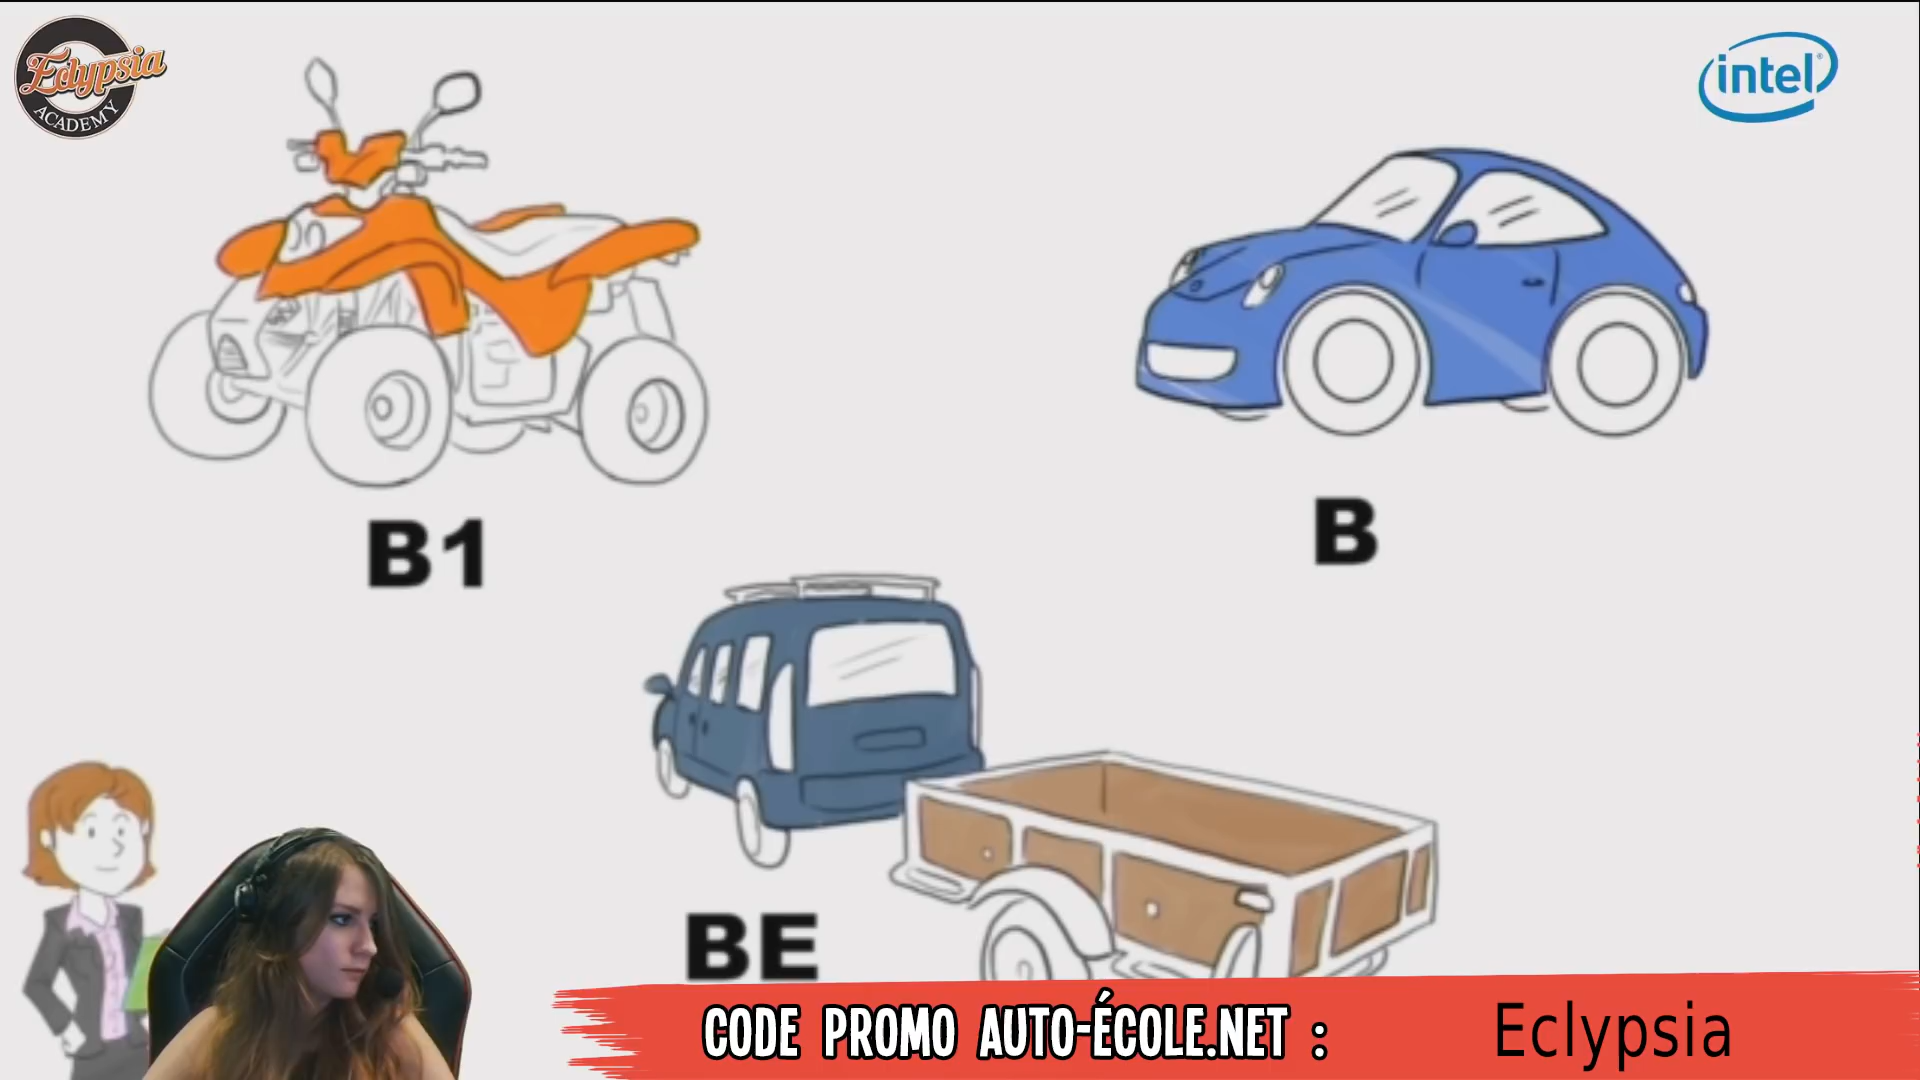 Eclypsia
ACADEMY
intel
B1
B
BE
CODE PROMO AUTO-ÉCOLE.NET :
Eclypsia